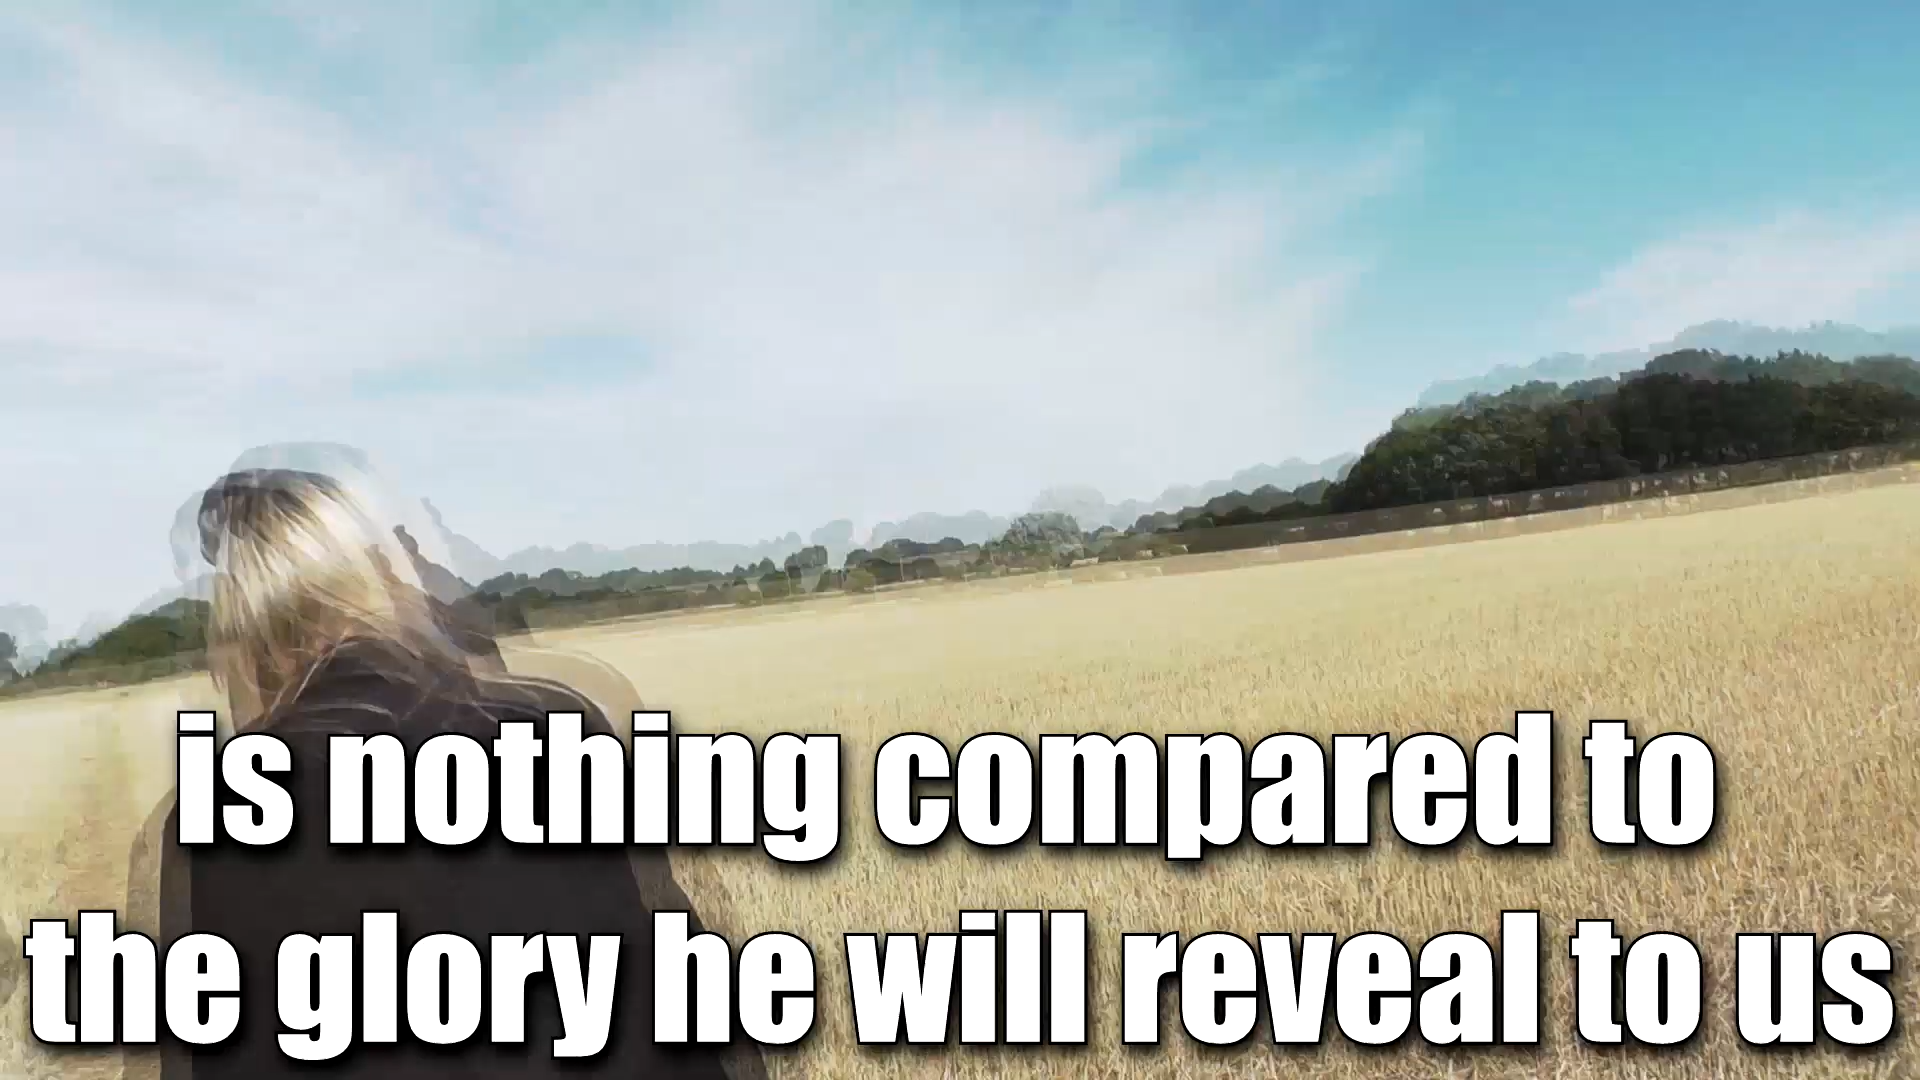 is nothing compared to
the glory he will reveal to us